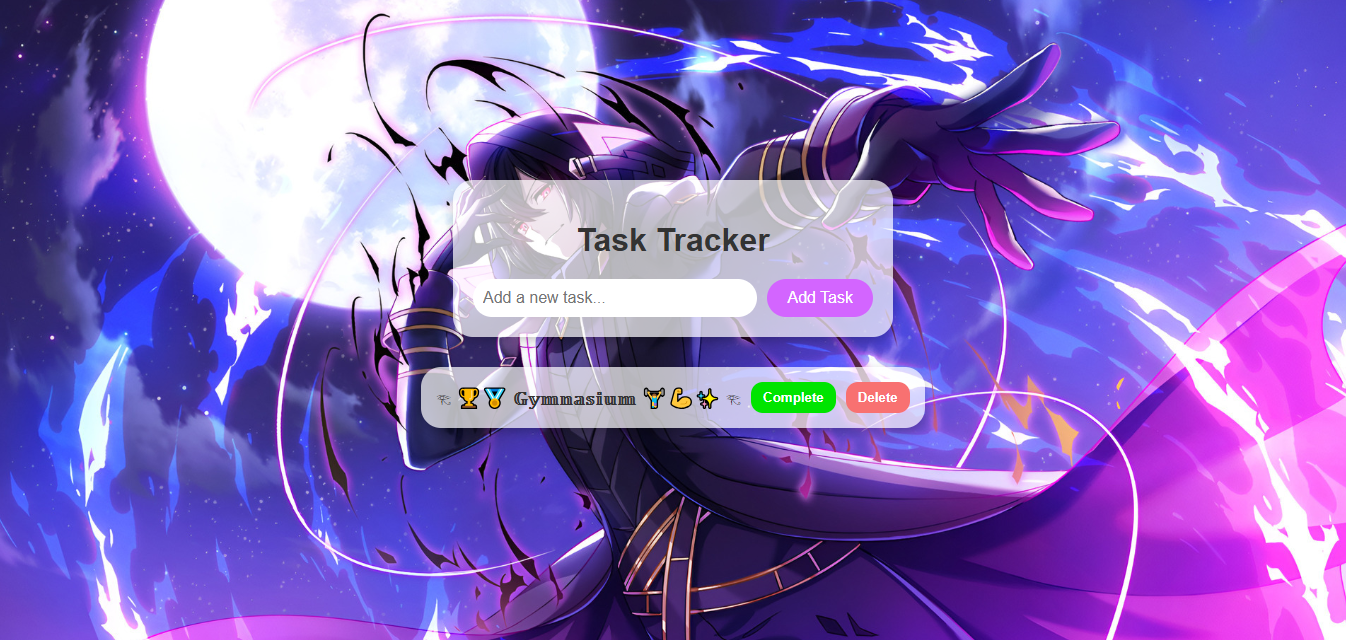 Task Tracker
Add a new task...
Add Task
🏆🏅 𝔾𝕪𝕞𝕟𝕒𝕤𝕚𝕦𝕞 🏋️💪✨
Complete
Delete